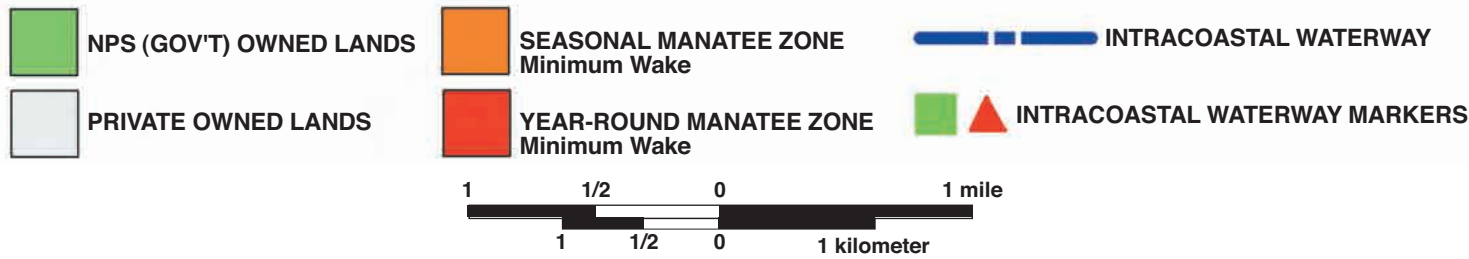 NPS (GOV'T) OWNED LANDS
PRIVATE OWNED LANDS
SEASONAL MANATEE ZONE
Minimum Wake
YEAR-ROUND MANATEE ZONE
Minimum Wake
INTRACOASTAL WATERWAY
INTRACOASTAL WATERWAY MARKERS
1 1/2 0 1 mile
1 1/2 0 1 kilometer